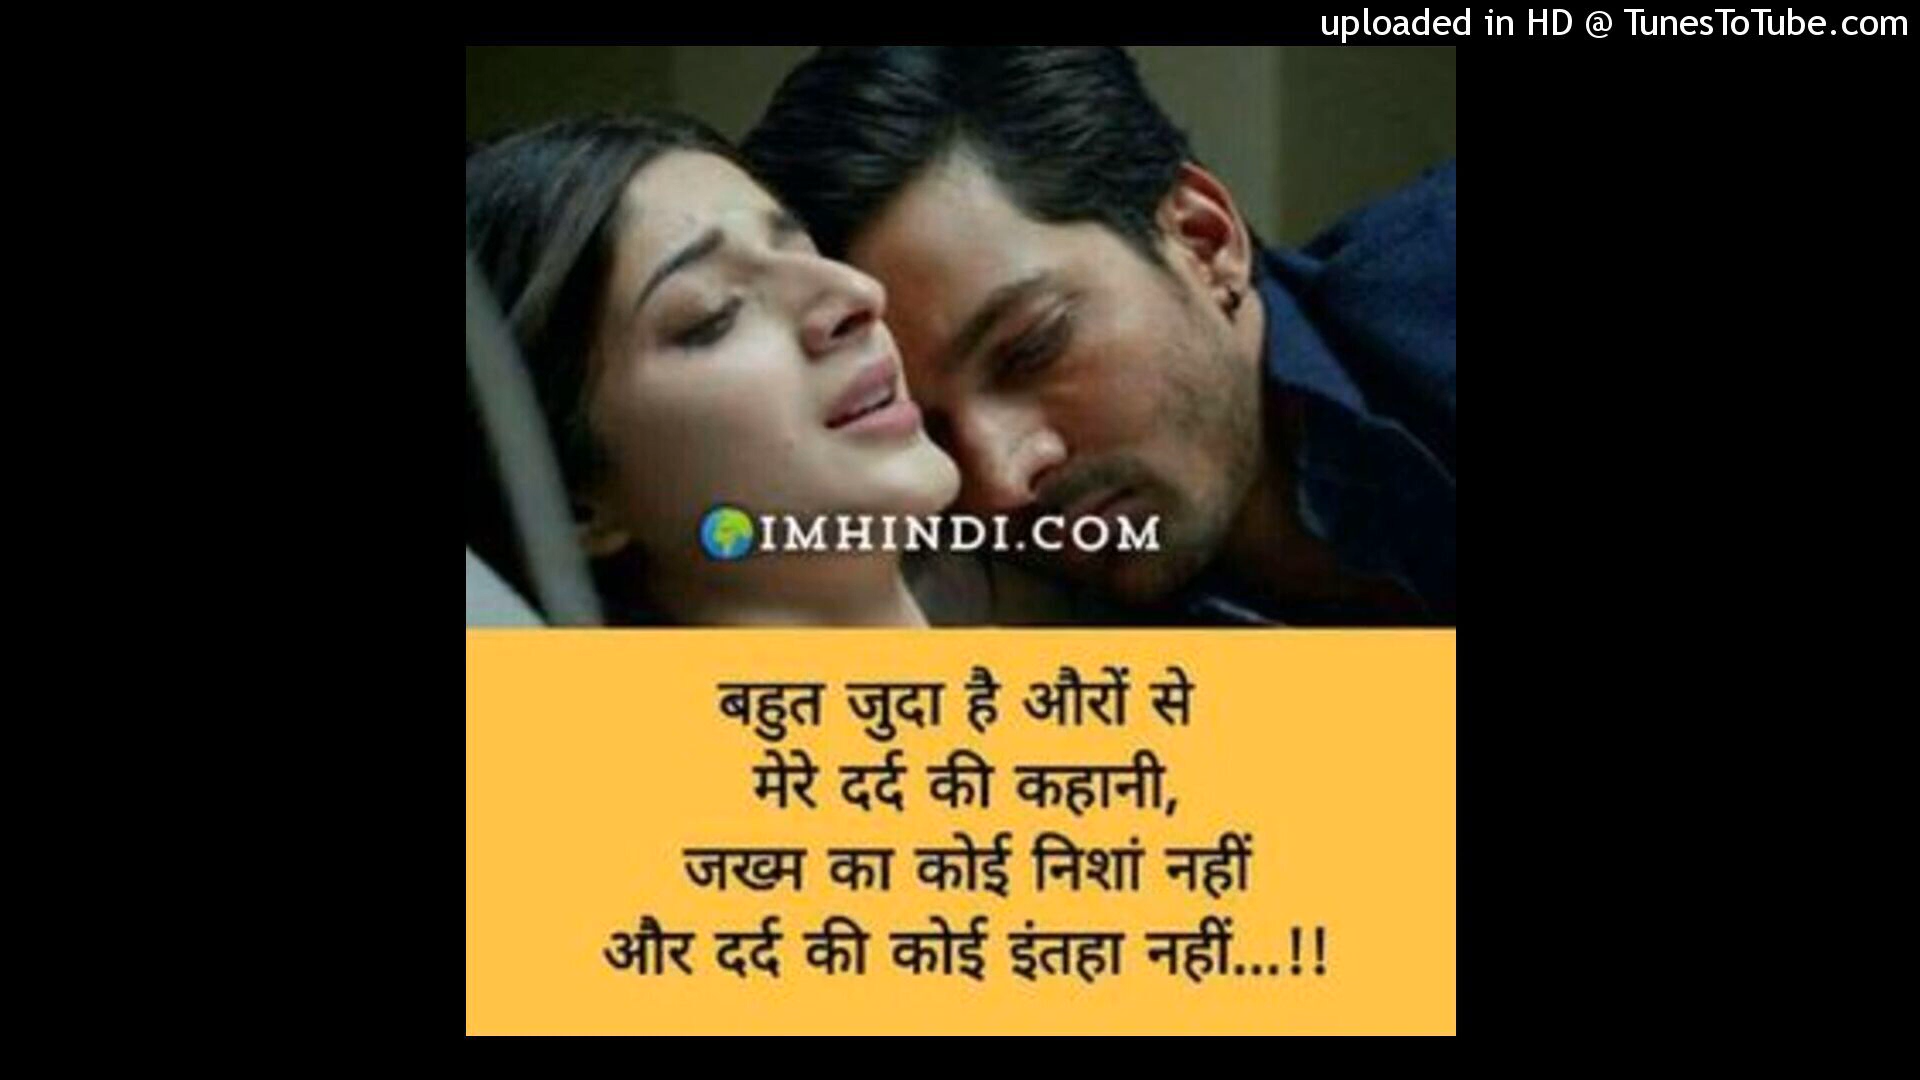 uploaded in HD @ TunesToTube.com
IMHINDI.COM
बहुत जुदा है औरों से
मेरे दर्द की कहानी,
जख्म का कोई निशां नहीं
और दर्द की कोई इंतहा नहीं...!!